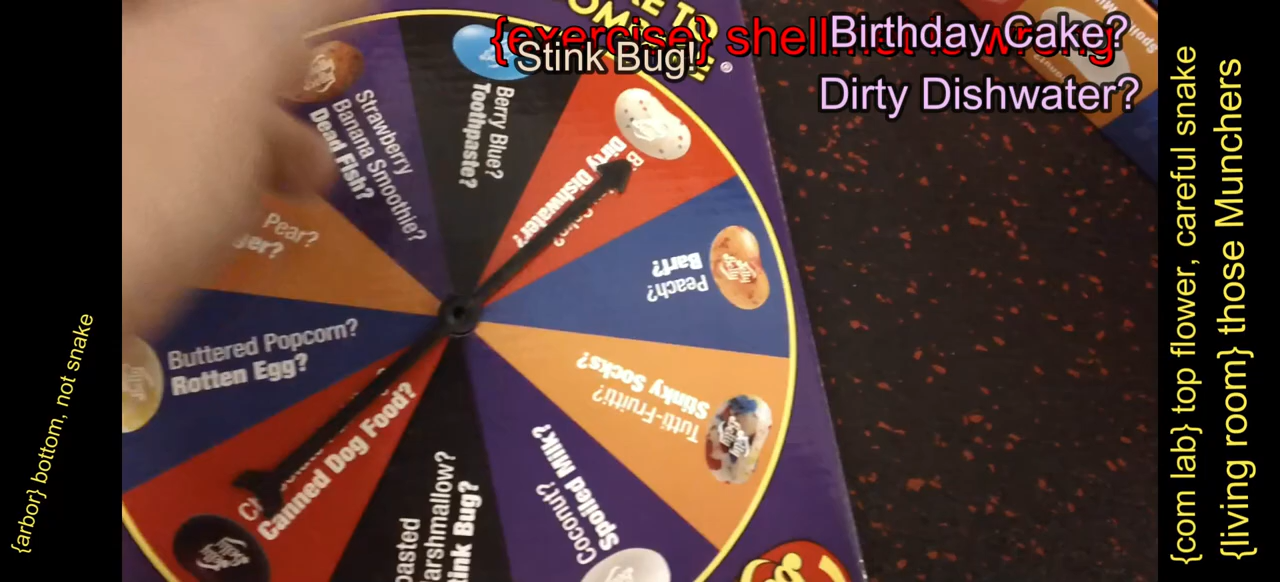 {exercise} shell
Stink Bug!
Birthday Cake?
Dirty Dishwater?
{com lab} top flower, careful snake
{living room} those Munchers
{arbor} bottom, not snake
Berry Blue?
Toothpaste?
Strawberry
Banana Smoothie?
Dead Fish?
Dirty Dishwater?
Pear?
Peach?
Barf?
Buttered Popcorn?
Rotten Egg?
Tutti-Fruitti?
Stinky Socks?
Canned Dog Food?
Coconut?
Spoiled Milk?
Bug?